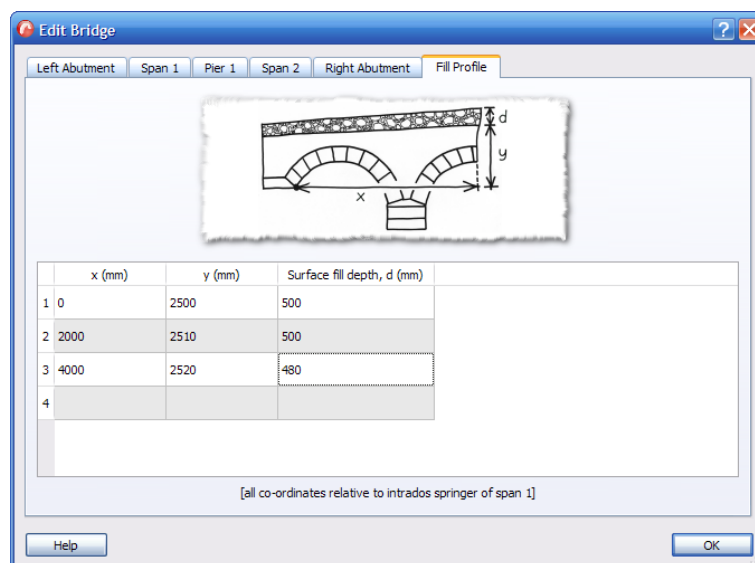 Edit Bridge
Left Abutment Span 1 Pier 1 Span 2 Right Abutment Fill Profile
d
y
x
x (mm) y (mm) Surface fill depth, d (mm)
1 0 2500 500
2 2000 2510 500
3 4000 2520 480
4
[all co-ordinates relative to intrados springer of span 1]
Help OK